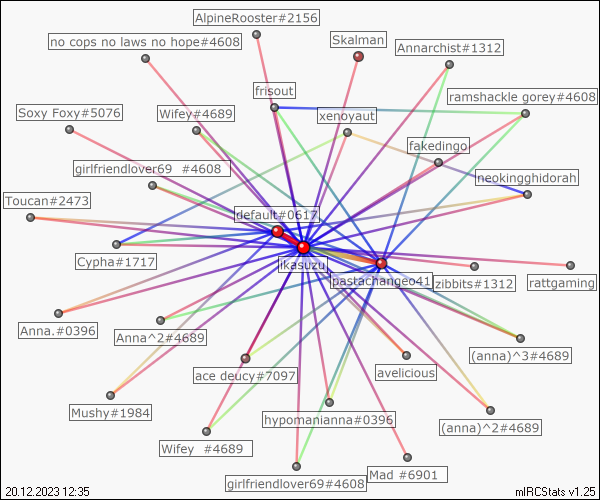 AlpineRooster#2156
no cops no laws no hope#4608
Skalman
Annarchist#1312
frisout
ramshackle gorey#4608
Soxy Foxy#5076
Wifey#4689
xenoyaut
fakedingo
girlfriendlover69  #4608
neokingghidorah
Toucan#2473
default#0617
Cypha#1717
ikasuzu
pastachangeo41
zibbits#1312
rattgaming
Anna.#0396
Anna^2#4689
(anna)^3#4689
ace deucy#7097
avelicious
Mushy#1984
hypomanianna#0396
(anna)^2#4689
Wifey  #4689
girlfriendlover69#4608
Mad #6901
20.12.2023 12:35
mIRCStats v1.25